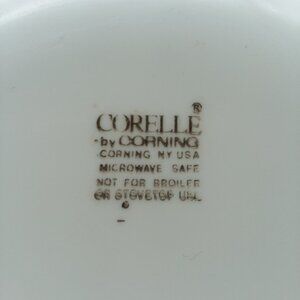 CORELLE®
by CORNING
CORNING NY USA
MICROWAVE SAFE
NOT FOR BROILER
OR STOVETOP USE